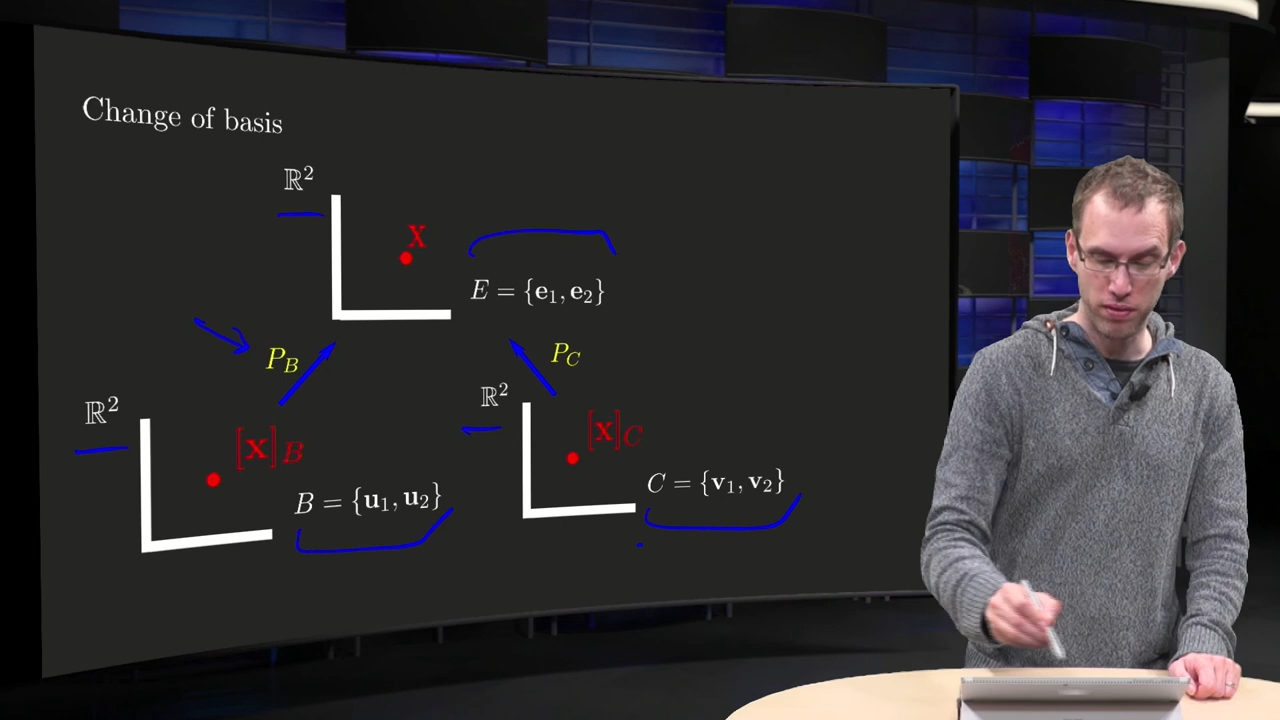 Change of basis
ℝ²
x
E = {e₁, e₂}
P_B
P_C
ℝ²
[x]_B
B = {u₁, u₂}
ℝ²
[x]_C
C = {v₁, v₂}